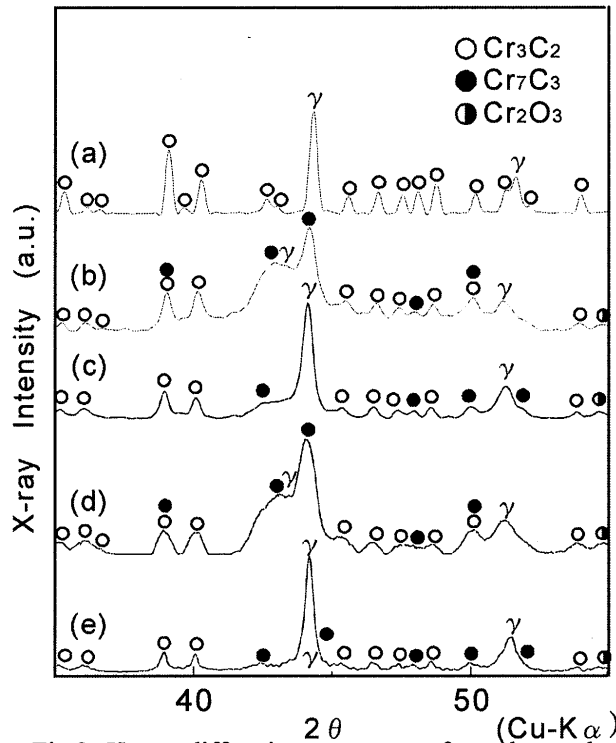 Cr3C2
Cr7C3
Cr2O3
(a)
γ
γ
(b)
γ
γ
(c)
γ
γ
(d)
γ
γ
(e)
γ
γ
γ
X-ray Intensity (a.u.)
40
50
2θ
(Cu-Kα)